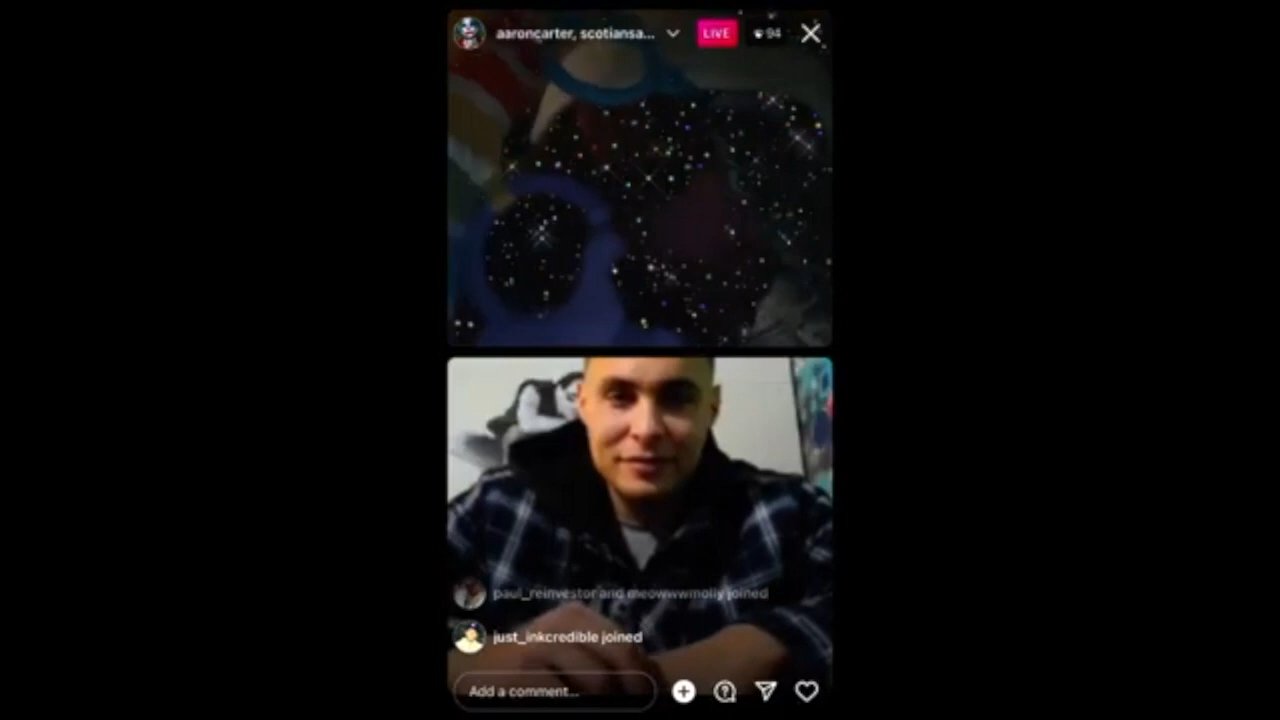 aaroncarter, scotiansa...
LIVE
94
paul_reinvestor and meowwwmolly joined
just_inkcredible joined
Add a comment...